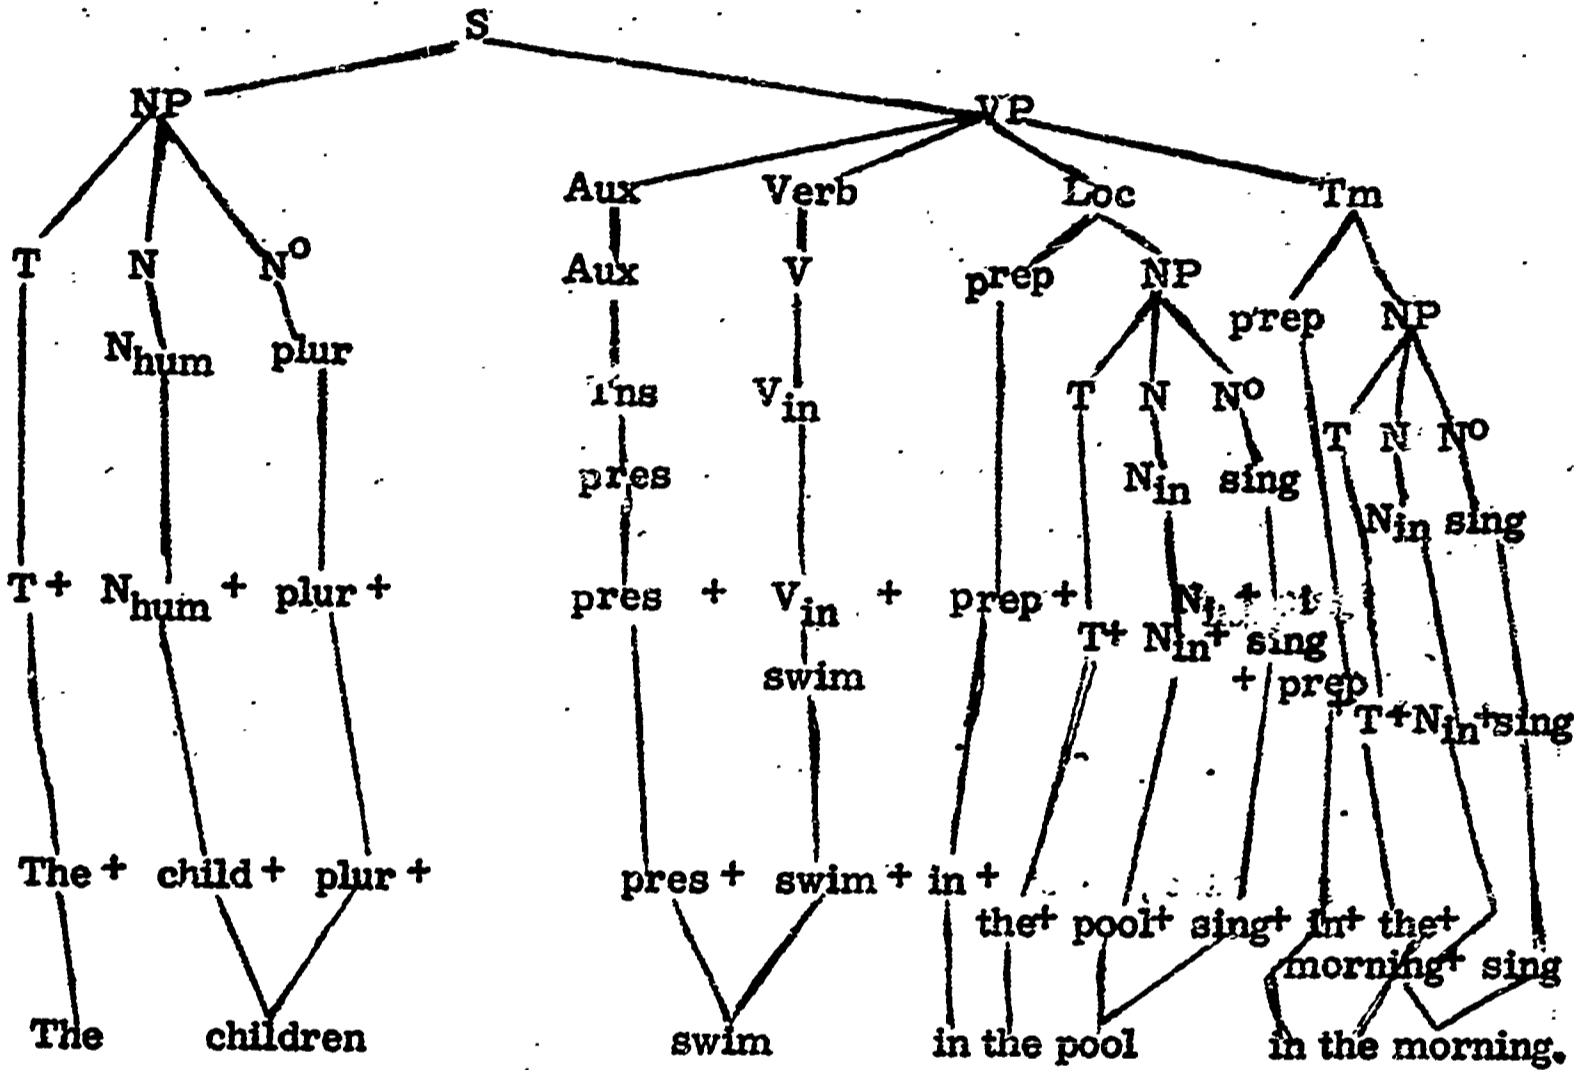 S
NP VP
Aux Verb Loc Tm
T N N° Aux V prep NP
prep NP
Nhum plur
Vin T N N°
T N N°
pres Nin sing
Nin sing
T + Nhum + plur + pres + Vin + prep +
T+ Nin+ sing
swim + prep
+ T+Nin+sing
The + child + plur + pres + swim + in +
the+ pool+ sing+ in+ the+
morning+ sing
The children swim in the pool in the morning.